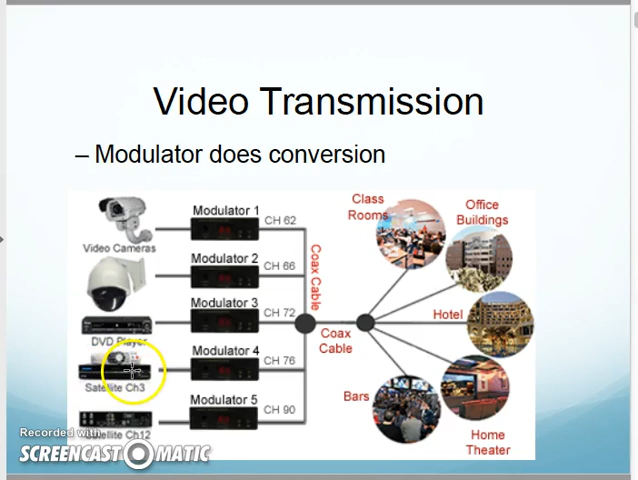 Video Transmission
– Modulator does conversion
Modulator 1
CH 62
Video Cameras
Modulator 2
CH 66
Modulator 3
CH 72
DVD Player
Modulator 4
CH 76
Satellite Ch3
Modulator 5
CH 90
Satellite Ch12
Coax Cable
Coax
Cable
Class
Rooms
Office
Buildings
Hotel
Bars
Home
Theater
Recorded with
SCREENCAST-O-MATIC